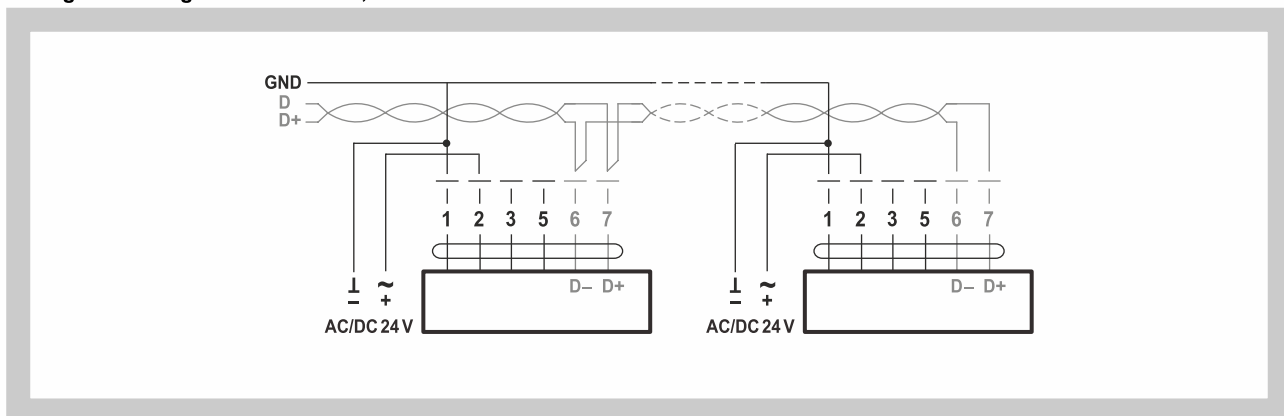 GND
D
D+
1 2 3 5 6 7 1 2 3 5 6 7
⊥ ~ D– D+ ⊥ ~ D– D+
– + – +
AC/DC 24 V AC/DC 24 V